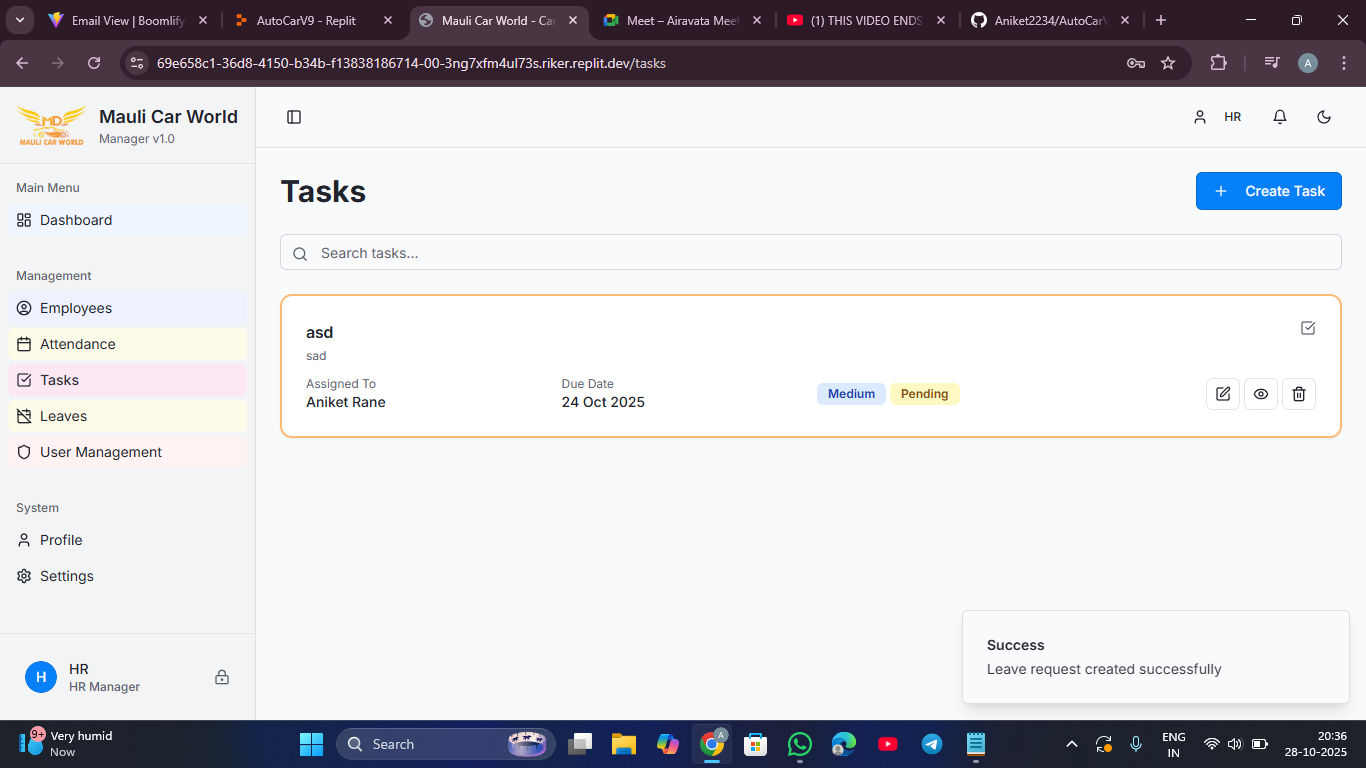 Email View | Boomlify
AutoCarV9 - Replit
Mauli Car World - Car
Meet – Airavata Meet
(1) THIS VIDEO ENDS
Aniket2234/AutoCarV
69e658c1-36d8-4150-b34b-f13838186714-00-3ng7xfm4ul73s.riker.replit.dev/tasks
A
MD
MAULI CAR WORLD
Mauli Car World
Manager v1.0
HR
Main Menu
Dashboard
Management
Employees
Attendance
Tasks
Leaves
User Management
System
Profile
Settings
H
HR
HR Manager
Tasks
Create Task
Search tasks...
asd
sad
Assigned To
Aniket Rane
Due Date
24 Oct 2025
Medium
Pending
Success
Leave request created successfully
9+
Very humid
Now
Search
A
ENG
IN
20:36
28-10-2025